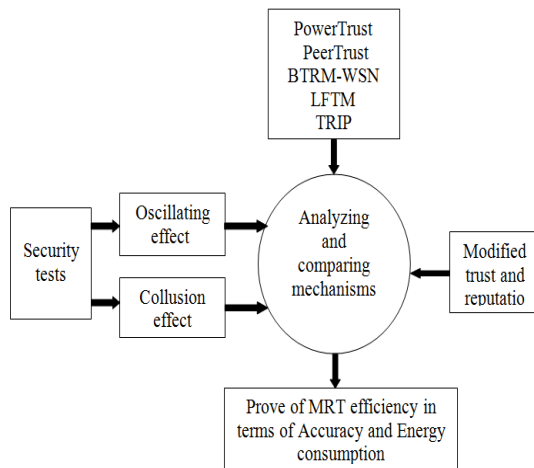 PowerTrust
PeerTrust
BTRM-WSN
LFTM
TRIP
Security
tests
Oscillating
effect
Collusion
effect
Analyzing
and
comparing
mechanisms
Modified
trust and
reputatio
Prove of MRT efficiency in
terms of Accuracy and Energy
consumption